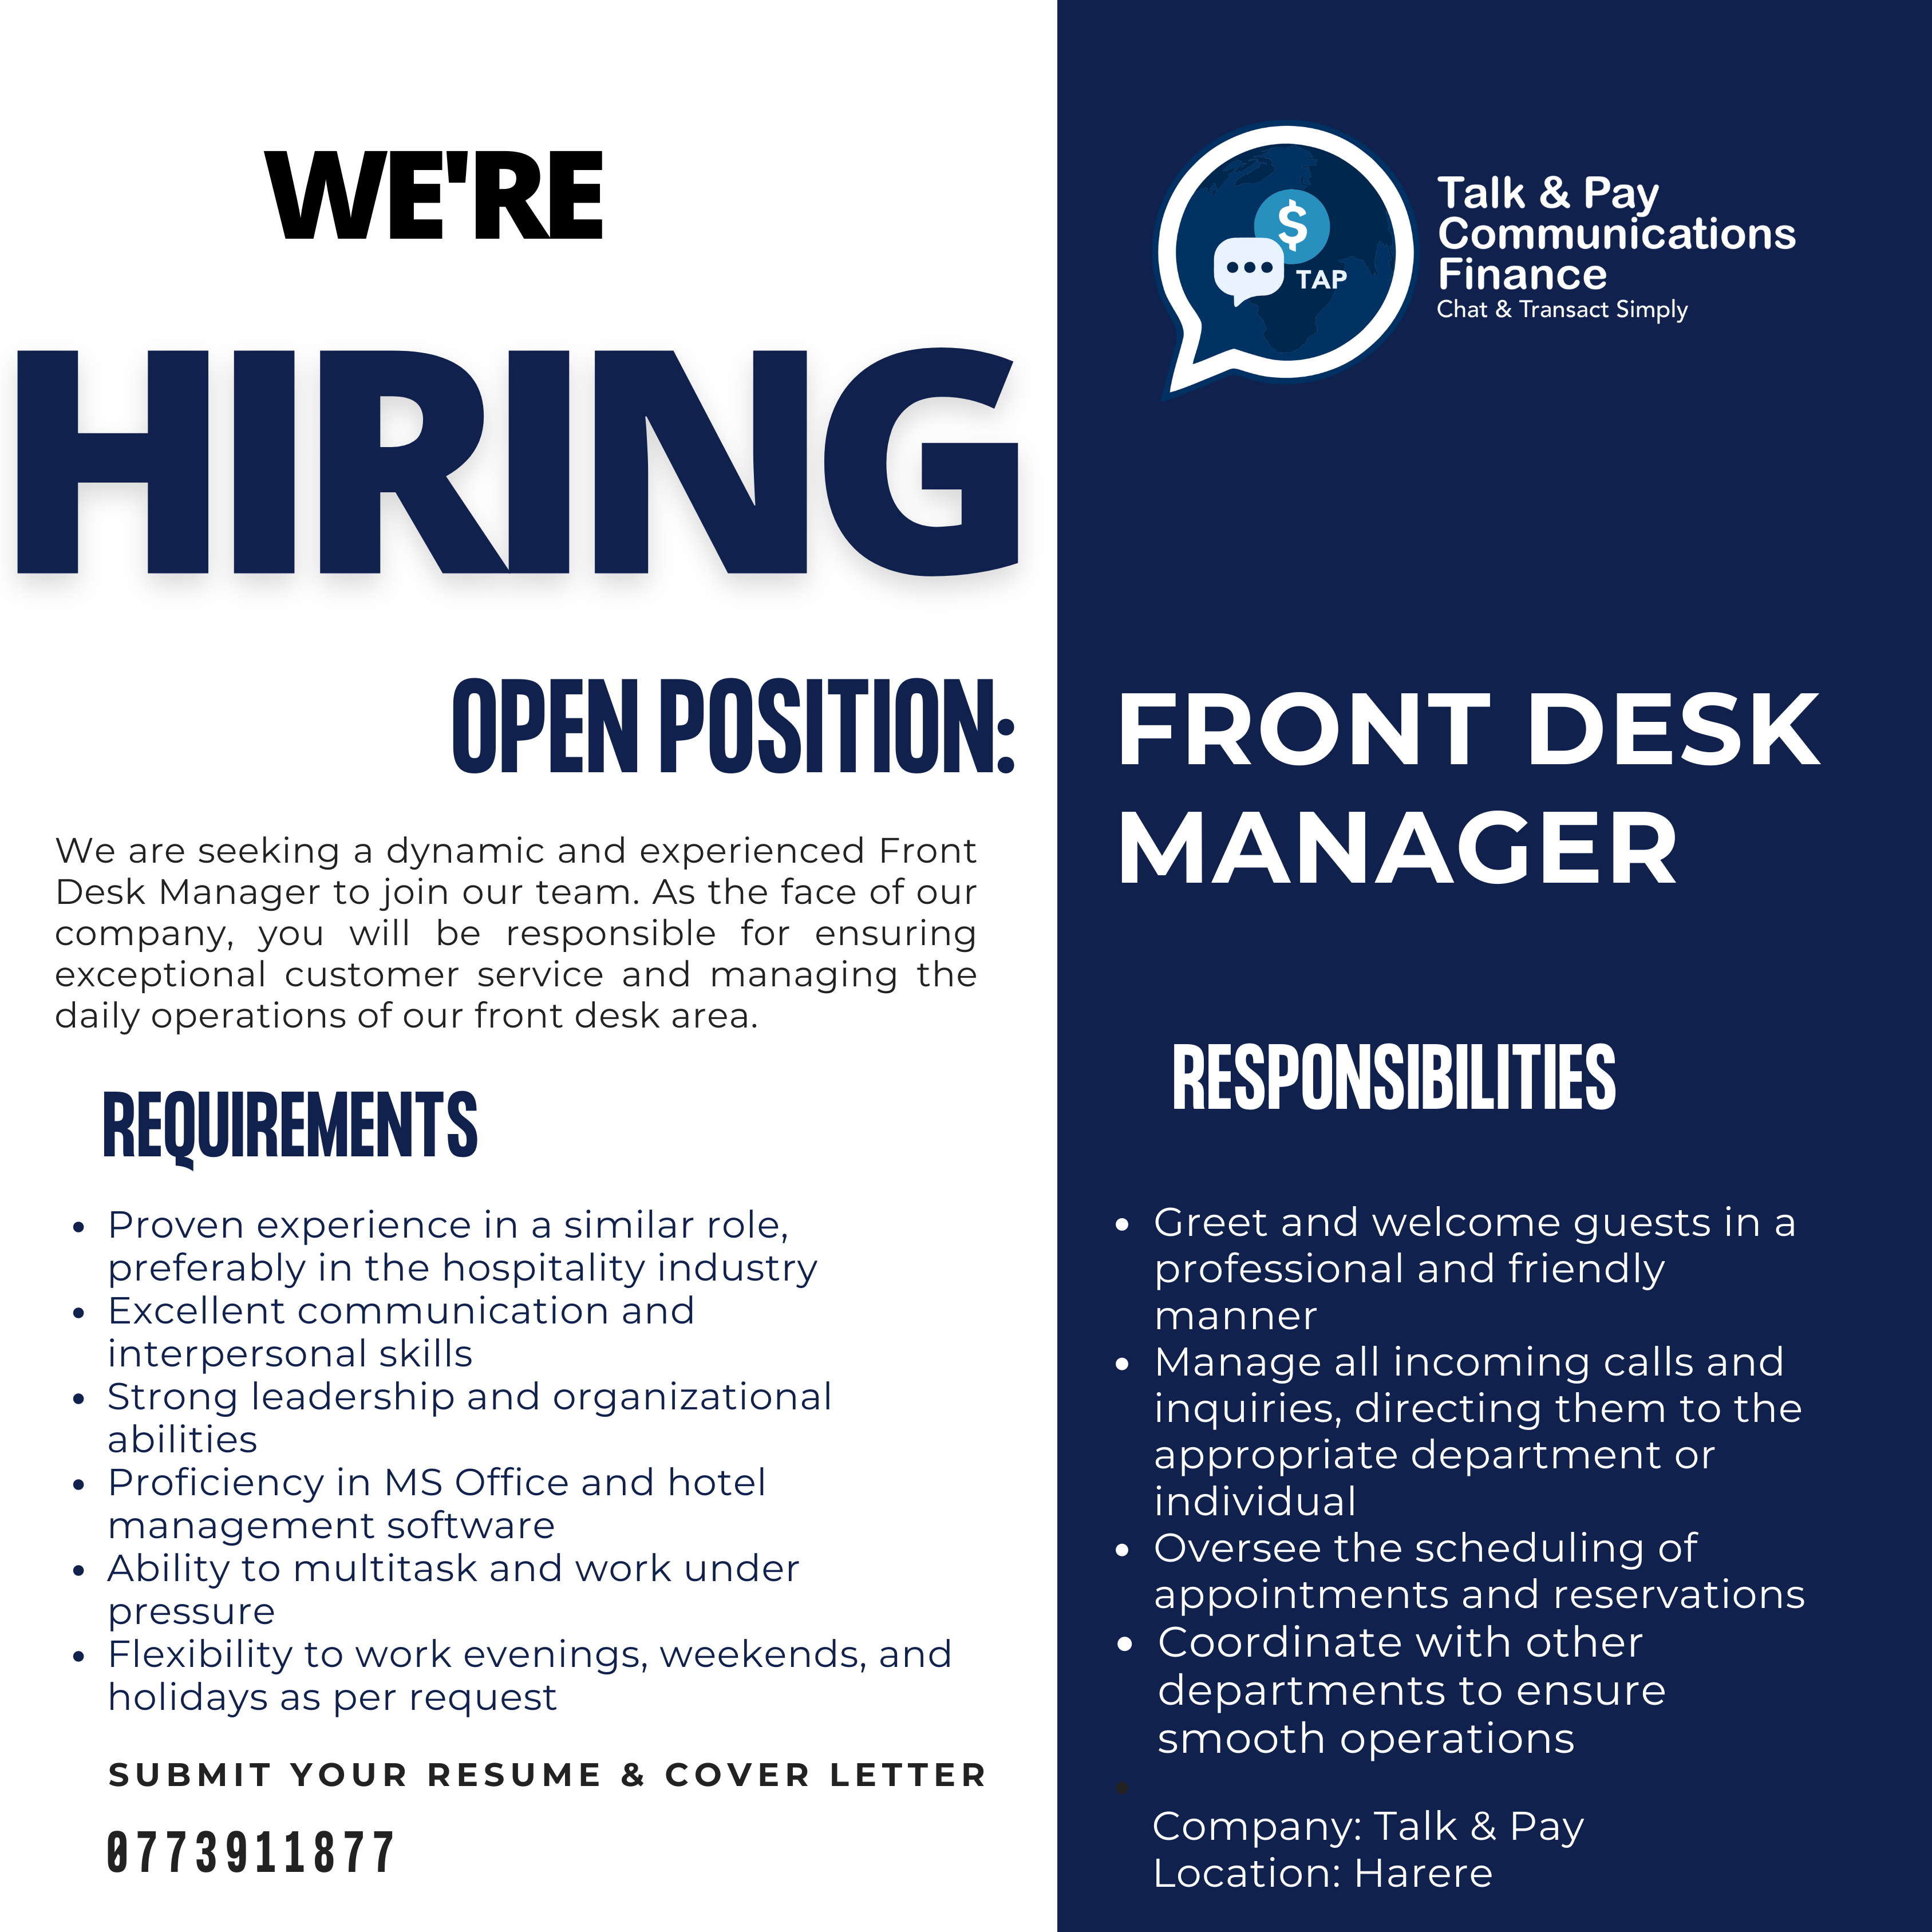 WE'RE
HIRING
OPEN POSITION:
We are seeking a dynamic and experienced Front
Desk Manager to join our team. As the face of our
company, you will be responsible for ensuring
exceptional customer service and managing the
daily operations of our front desk area.
REQUIREMENTS
• Proven experience in a similar role,
preferably in the hospitality industry
• Excellent communication and
interpersonal skills
• Strong leadership and organizational
abilities
• Proficiency in MS Office and hotel
management software
• Ability to multitask and work under
pressure
• Flexibility to work evenings, weekends, and
holidays as per request
SUBMIT YOUR RESUME & COVER LETTER
0773911877
$
TAP
Talk & Pay
Communications
Finance
Chat & Transact Simply
FRONT DESK
MANAGER
RESPONSIBILITIES
• Greet and welcome guests in a
professional and friendly
manner
• Manage all incoming calls and
inquiries, directing them to the
appropriate department or
individual
• Oversee the scheduling of
appointments and reservations
• Coordinate with other
departments to ensure
smooth operations
Company: Talk & Pay
Location: Harere